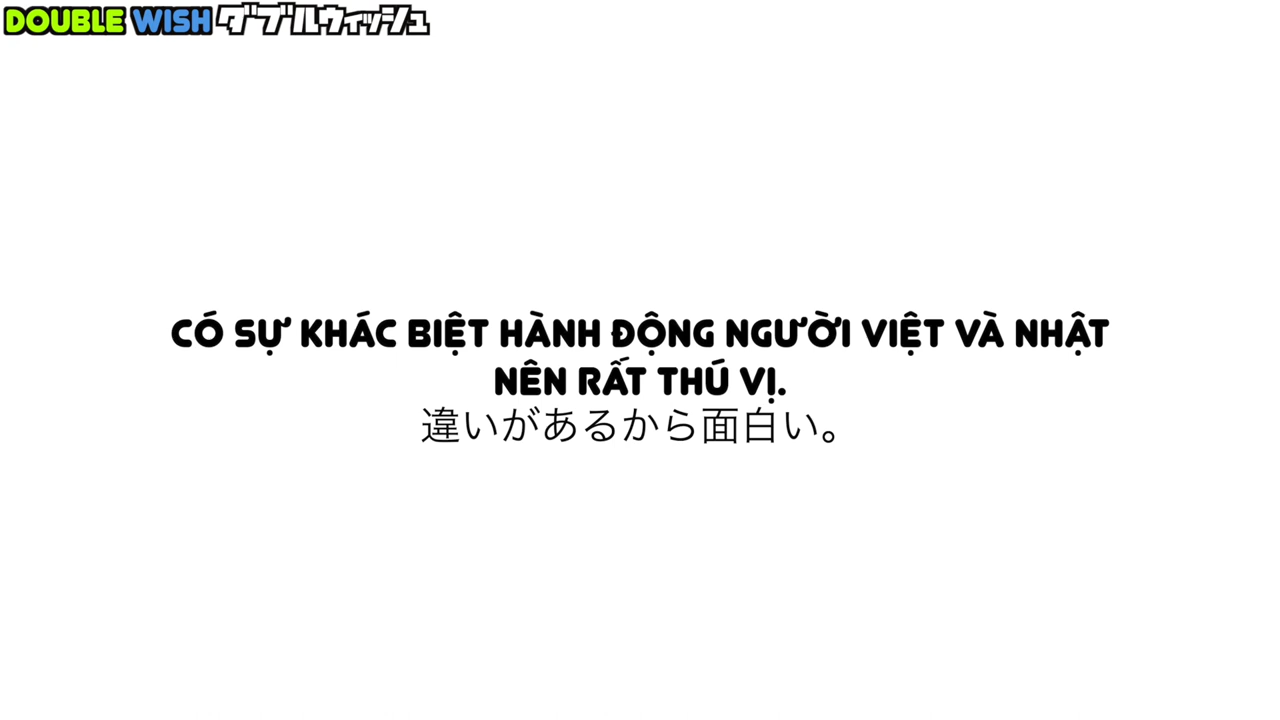 DOUBLE WISH ダブルウィッシュ
CÓ SỰ KHÁC BIỆT HÀNH ĐỘNG NGƯỜI VIỆT VÀ NHẬT
NÊN RẤT THÚ VỊ.
違いがあるから面白い。